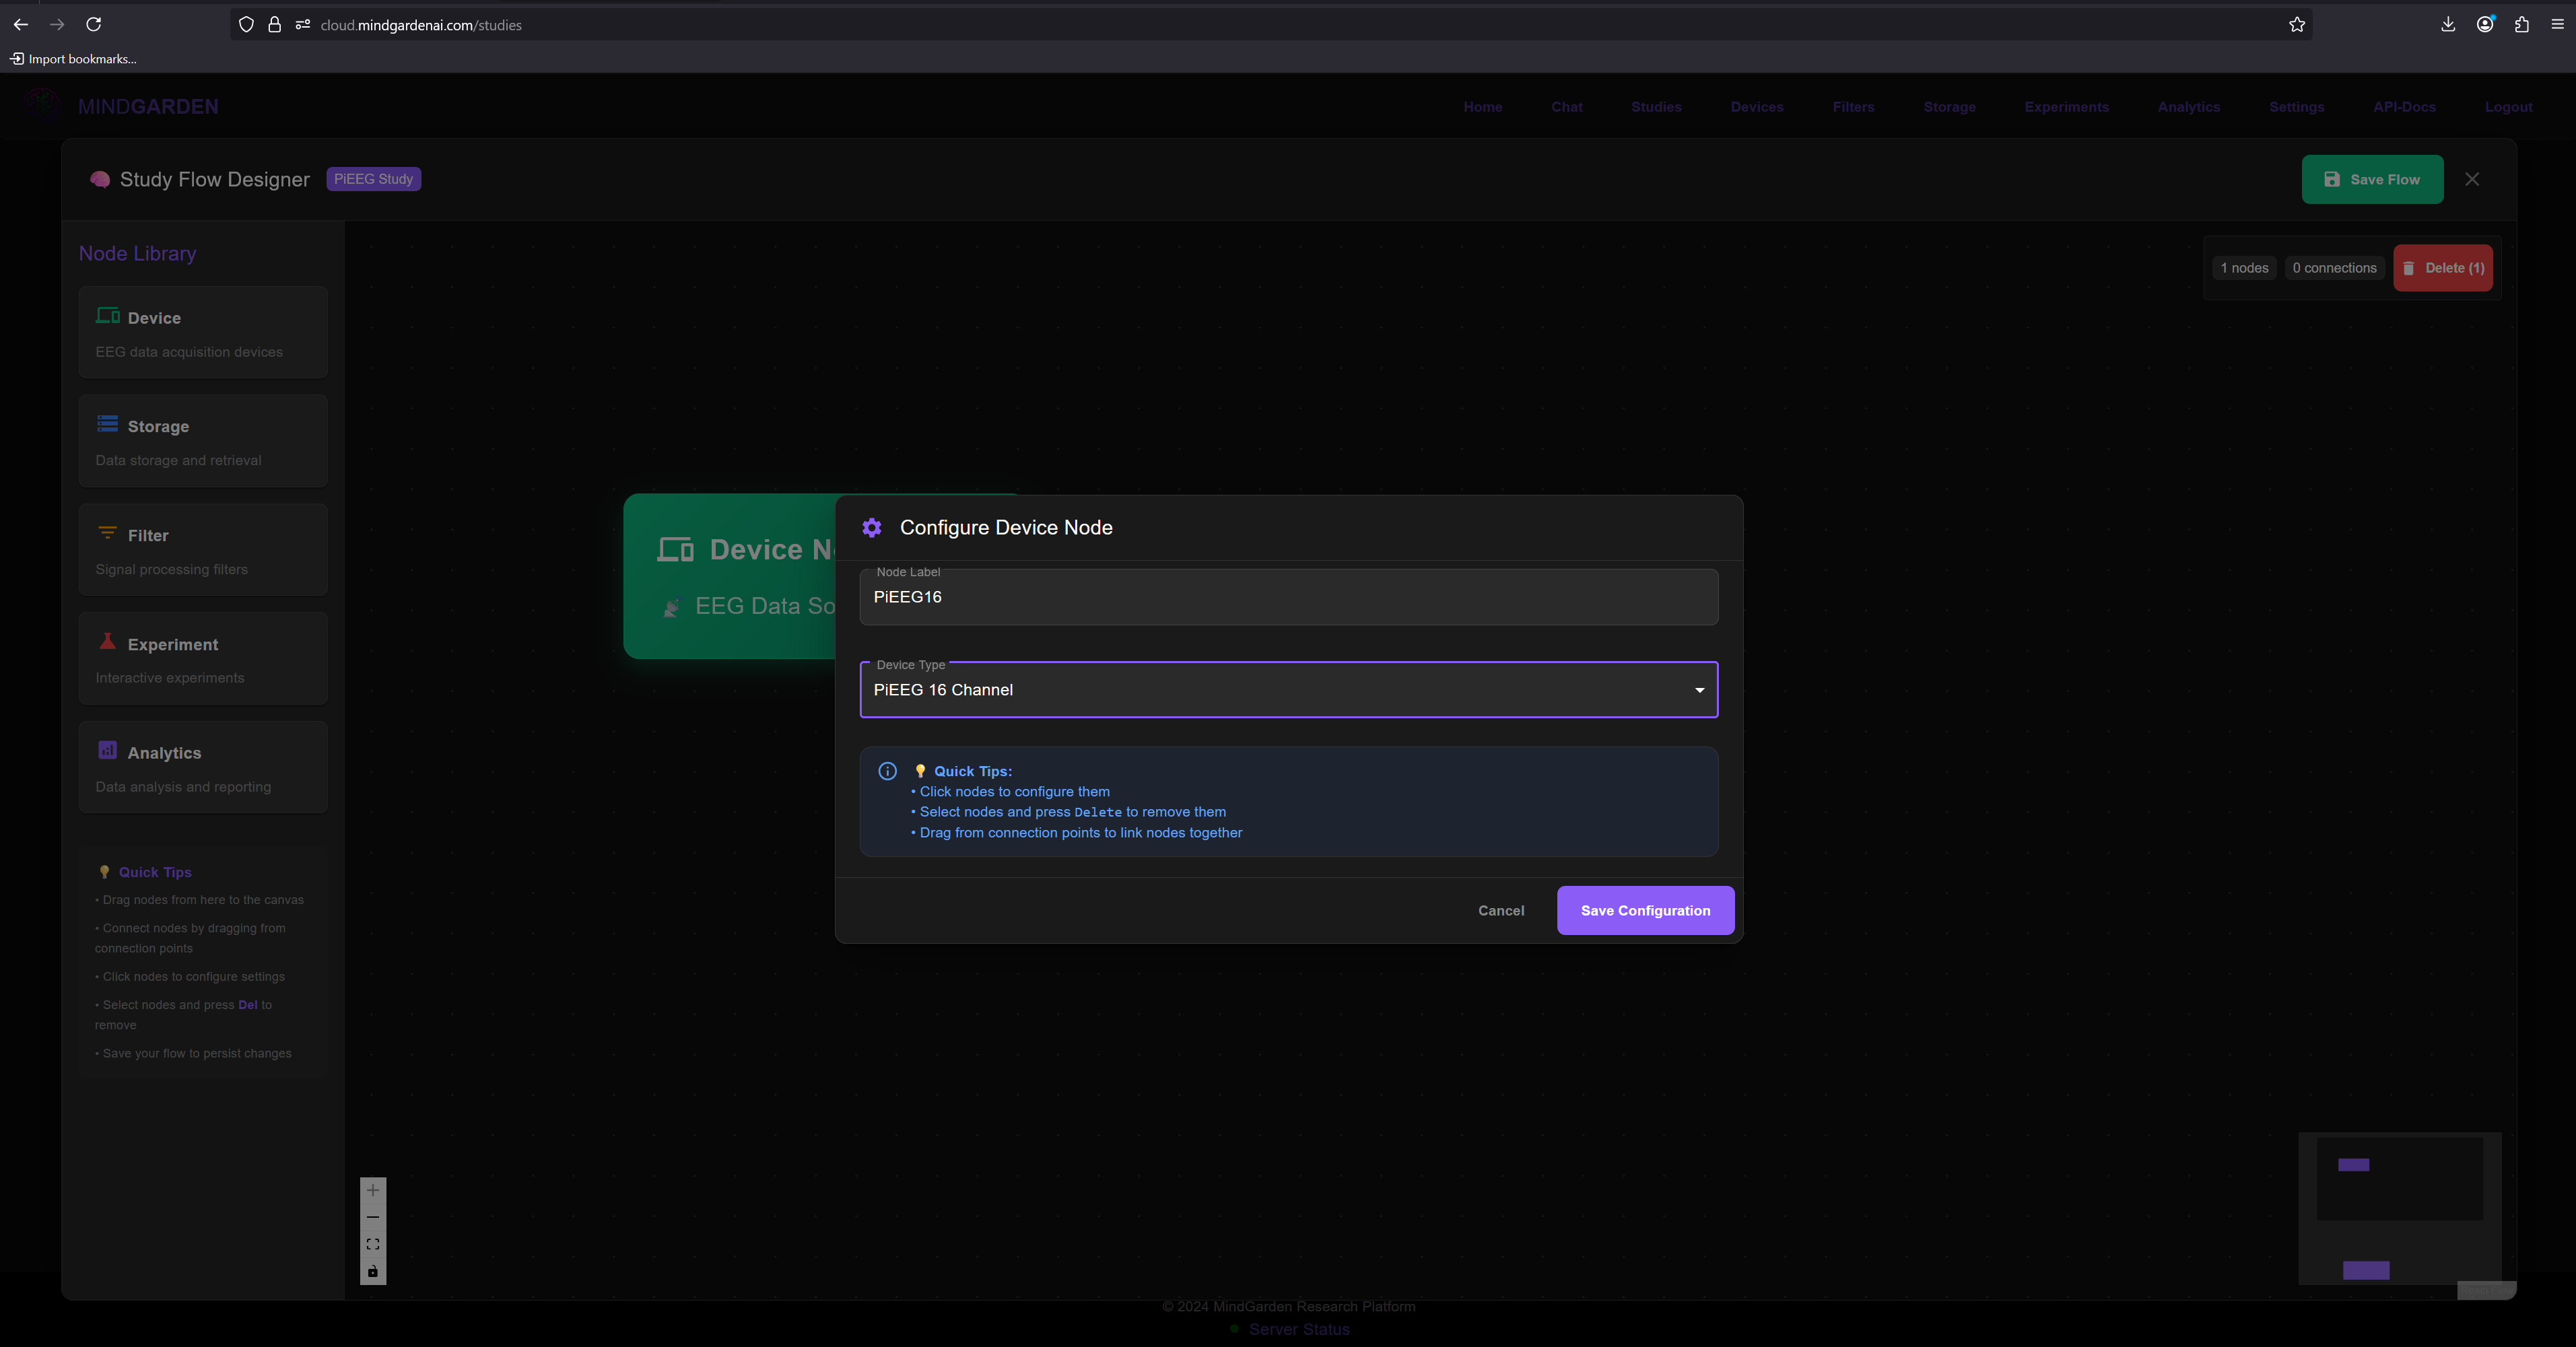 cloud.mindgardenai.com/studies
Import bookmarks...
MINDGARDEN
Home Chat Studies Devices Filters Storage Experiments Analytics Settings API-Docs Logout
Study Flow Designer PiEEG Study
Save Flow
Node Library
1 nodes 0 connections Delete (1)
Device
EEG data acquisition devices
Storage
Data storage and retrieval
Filter
Signal processing filters
Experiment
Interactive experiments
Analytics
Data analysis and reporting
Quick Tips
• Drag nodes from here to the canvas
• Connect nodes by dragging from
connection points
• Click nodes to configure settings
• Select nodes and press Del to
remove
• Save your flow to persist changes
Device N
EEG Data So
Configure Device Node
Node Label
PiEEG16
Device Type
PiEEG 16 Channel
Quick Tips:
• Click nodes to configure them
• Select nodes and press Delete to remove them
• Drag from connection points to link nodes together
Cancel
Save Configuration
© 2024 MindGarden Research Platform
Server Status